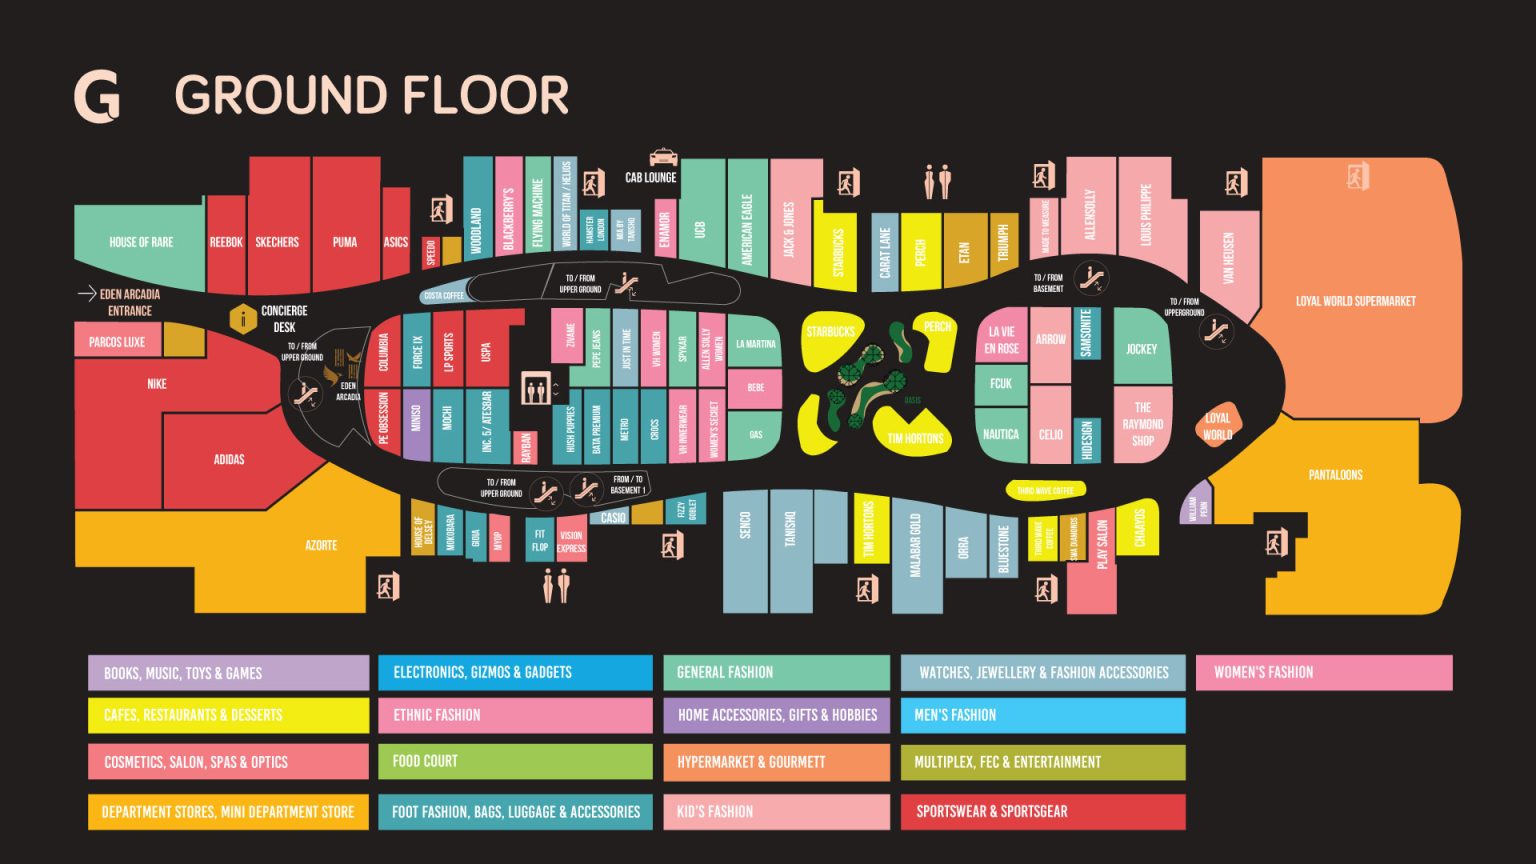 G GROUND FLOOR
CAB LOUNGE
HOUSE OF RARE
REEBOK
SKECHERS
PUMA
ASICS
SPEEDO
WOODLAND
BLACKBERRY'S
FLYING MACHINE
WORLD OF TITAN / HELIOS
HAMSTER
LONDON
MIA BY
TANISHQ
ENAMOR
UCB
AMERICAN EAGLE
JACK & JONES
STARBUCKS
CARAT LANE
PERCH
ETAN
TRIUMPH
MADE TO MEASURE
ALLENSOLLY
LOUIS PHILIPPE
VAN HEUSEN
LOYAL WORLD SUPERMARKET
EDEN ARCADIA
ENTRANCE
CONCIERGE
DESK
COSTA COFFEE
TO / FROM
UPPER GROUND
TO / FROM
BASEMENT
TO / FROM
UPPERGROUND
PARCOS LUXE
NIKE
ADIDAS
TO / FROM
UPPER GROUND
EDEN
ARCADIA
COLUMBIA
FORCE IX
LP SPORTS
USPA
ZIVAME
PEPE JEANS
JUST IN TIME
VH WOMEN
SPYKAR
ALLEN SOLLY
WOMEN
LA MARTINA
BEBE
GAS
PE OBSESSION
MINISO
MOCHI
INC. 5/ ATESBAR
RAYBAN
HUSH PUPPIES
BATA PREMIUM
METRO
CROCS
VH INNERWEAR
WOMEN'S SECRET
STARBUCKS
PERCH
OASIS
TIM HORTONS
LA VIE
EN ROSE
ARROW
SAMSONITE
JOCKEY
FCUK
NAUTICA
CELIO
HIDESIGN
THE
RAYMOND
SHOP
LOYAL
WORLD
PANTALOONS
TO / FROM
UPPER GROUND
FROM / TO
BASEMENT 1
THIRD WAVE COFFEE
AZORTE
HOUSE OF
DELSEY
MOKOBARA
GIOIA
MYOP
FIT
FLOP
VISION
EXPRESS
CASIO
FIZZY
GOBLET
SENCO
TANISHQ
TIM HORTONS
MALABAR GOLD
ORRA
BLUESTONE
THIRD WAVE
COFFEE
SMA DIAMONDS
PLAY SALON
CHAAYOS
WILLIAM
PENN
BOOKS, MUSIC, TOYS & GAMES
ELECTRONICS, GIZMOS & GADGETS
GENERAL FASHION
WATCHES, JEWELLERY & FASHION ACCESSORIES
WOMEN'S FASHION
CAFES, RESTAURANTS & DESSERTS
ETHNIC FASHION
HOME ACCESSORIES, GIFTS & HOBBIES
MEN'S FASHION
COSMETICS, SALON, SPAS & OPTICS
FOOD COURT
HYPERMARKET & GOURMETT
MULTIPLEX, FEC & ENTERTAINMENT
DEPARTMENT STORES, MINI DEPARTMENT STORE
FOOT FASHION, BAGS, LUGGAGE & ACCESSORIES
KID'S FASHION
SPORTSWEAR & SPORTSGEAR